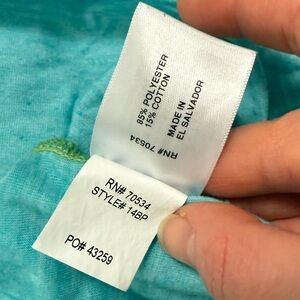 85% POLYESTER
15% COTTON
MADE IN
EL SALVADOR
RN# 70534
RN# 70534
STYLE# 14BP
PO# 43259